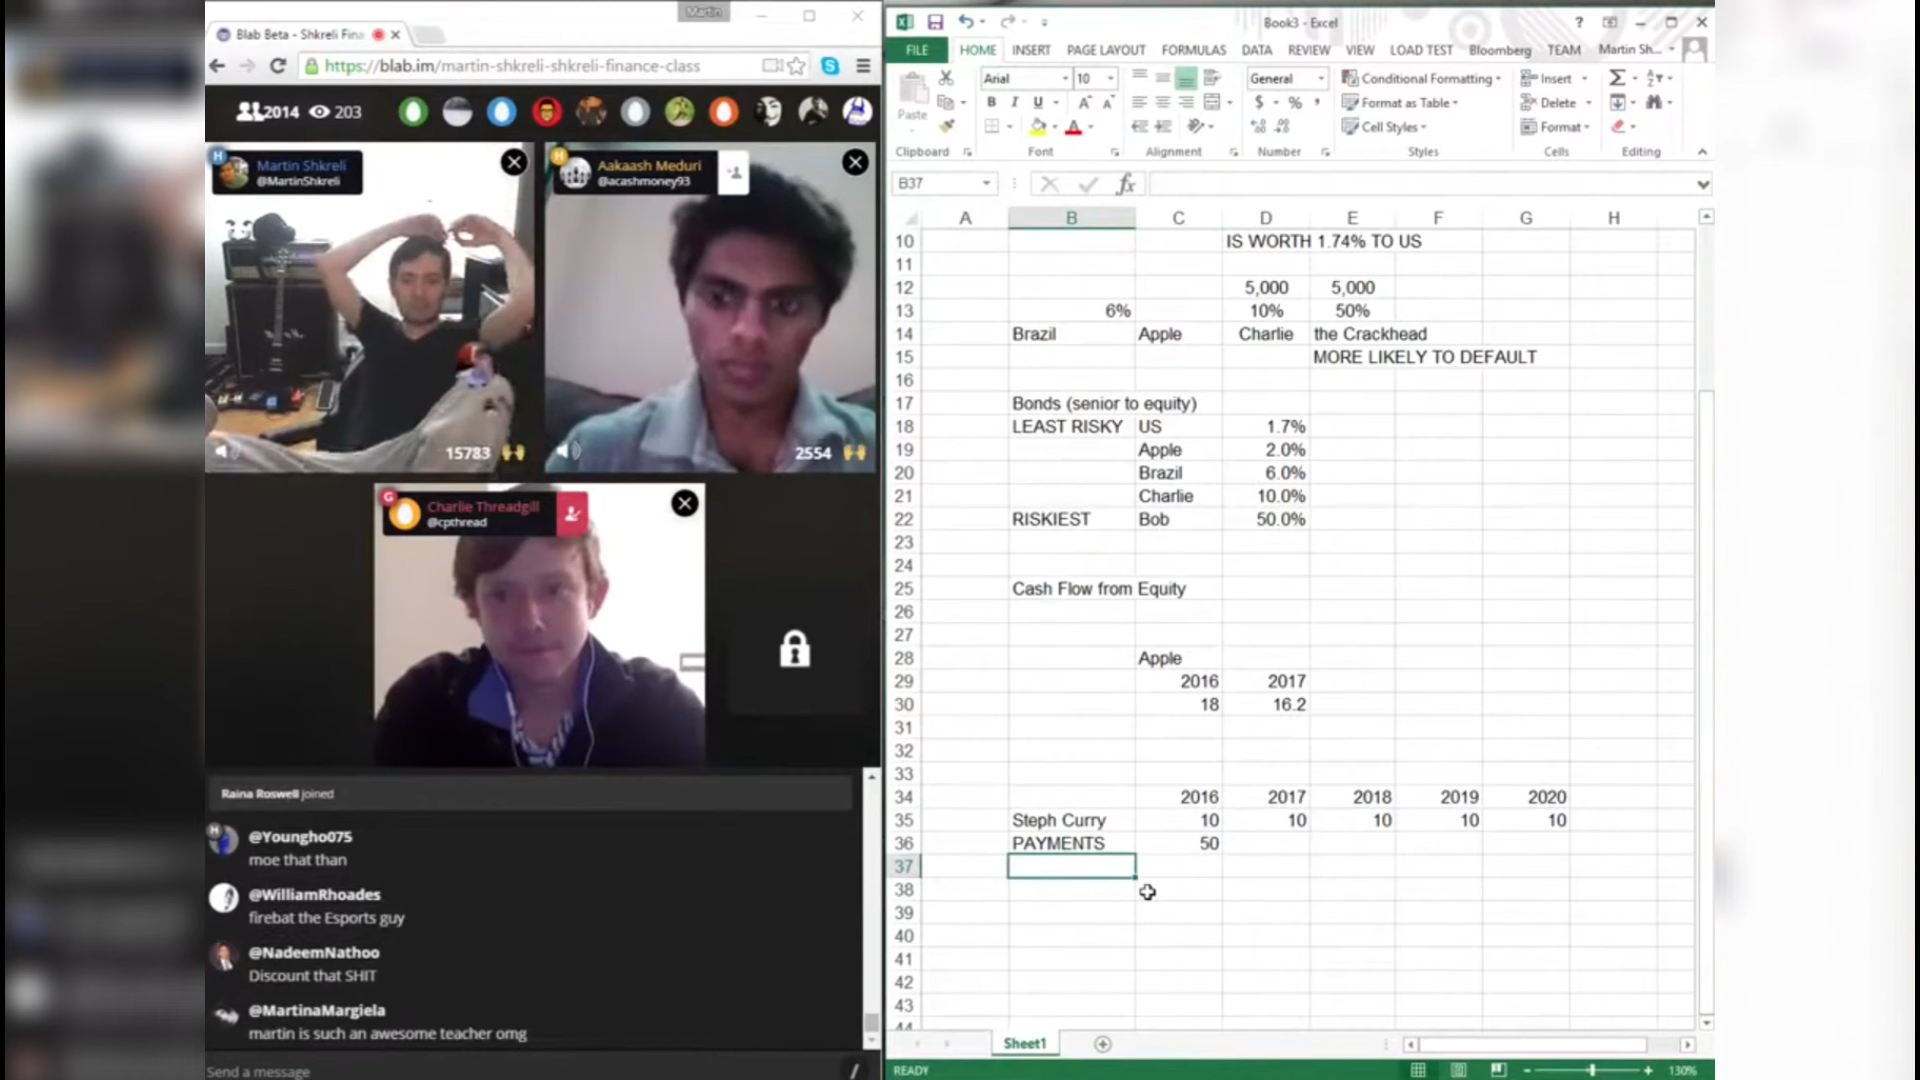 Martin
Blab Beta - Shkreli Fina
https://blab.im/martin-shkreli-shkreli-finance-class
2014 203
Martin Shkreli
@MartinShkreli
15783
Aakaash Meduri
@acashmoney93
2554
Charlie Threadgill
@cpthread
Raina Roswell joined
@Youngho075
moe that than
@WilliamRhoades
firebat the Esports guy
@NadeemNathoo
Discount that SHIT
@MartinaMargiela
martin is such an awesome teacher omg
Send a message /
Book3 - Excel
FILE HOME INSERT PAGE LAYOUT FORMULAS DATA REVIEW VIEW LOAD TEST Bloomberg TEAM Martin Sh...
Paste
Arial 10
B I U
General
$ % ,
Conditional Formatting
Format as Table
Cell Styles
Insert
Delete
Format
Clipboard Font Alignment Number Styles Cells Editing
B37 fx
A B C D E F G H
10 IS WORTH 1.74% TO US
11
12 5,000 5,000
13 6% 10% 50%
14 Brazil Apple Charlie the Crackhead
15 MORE LIKELY TO DEFAULT
16
17 Bonds (senior to equity)
18 LEAST RISKY US 1.7%
19 Apple 2.0%
20 Brazil 6.0%
21 Charlie 10.0%
22 RISKIEST Bob 50.0%
23
24
25 Cash Flow from Equity
26
27
28 Apple
29 2016 2017
30 18 16.2
31
32
33
34 2016 2017 2018 2019 2020
35 Steph Curry 10 10 10 10 10
36 PAYMENTS 50
37
38
39
40
41
42
43
44
Sheet1
READY 130%